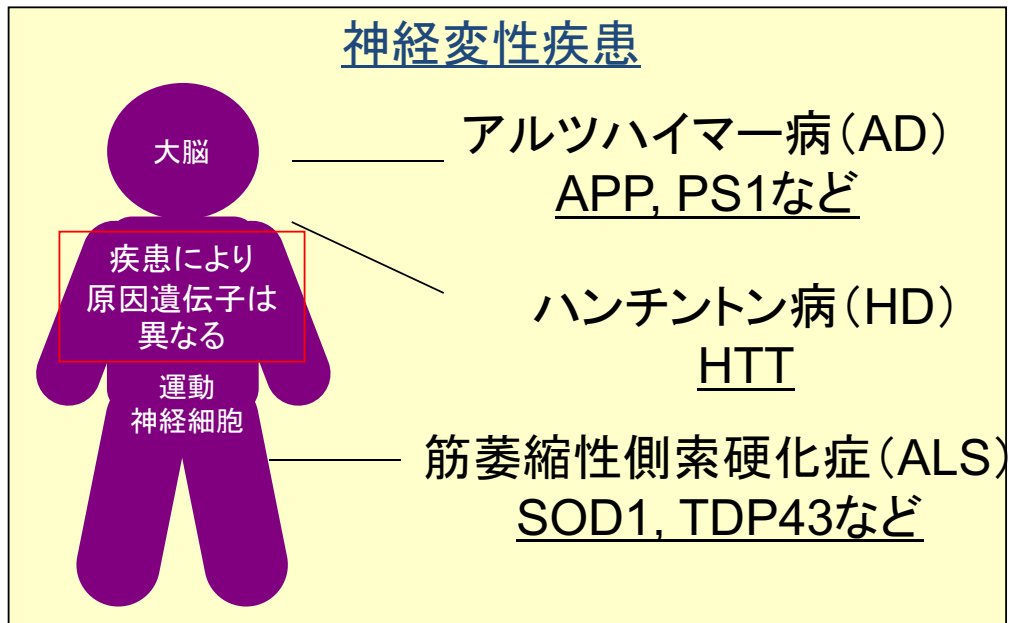 神経変性疾患
大脳
アルツハイマー病(AD)
APP, PS1など
疾患により
原因遺伝子は
異なる
ハンチントン病(HD)
HTT
運動
神経細胞
筋萎縮性側索硬化症(ALS)
SOD1, TDP43など